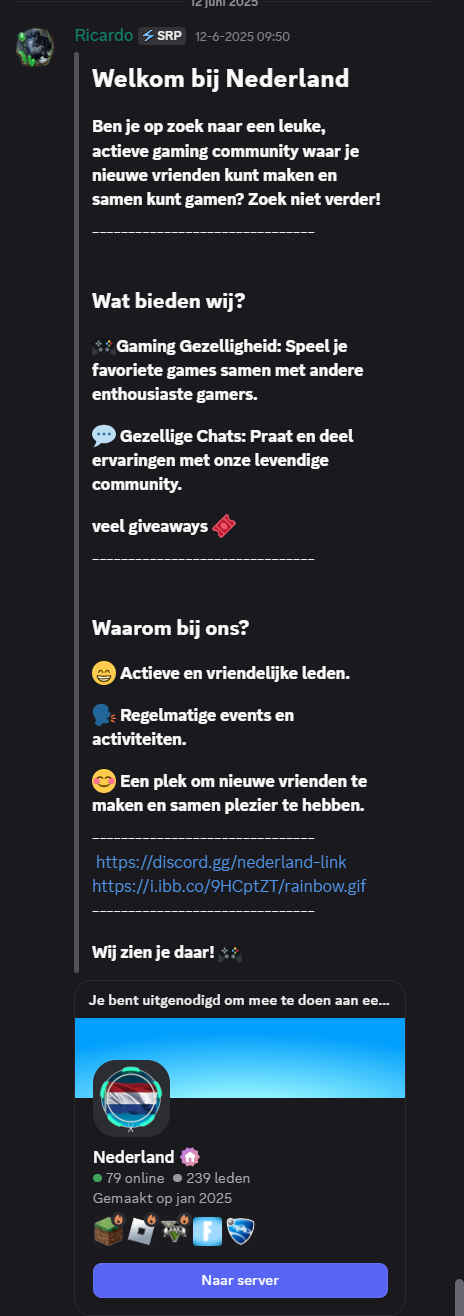 12 juni 2025
Ricardo ⚡ SRP 12-6-2025 09:50
Welkom bij Nederland
Ben je op zoek naar een leuke,
actieve gaming community waar je
nieuwe vrienden kunt maken en
samen kunt gamen? Zoek niet verder!
_______________________________
Wat bieden wij?
🎮Gaming Gezelligheid: Speel je
favoriete games samen met andere
enthousiaste gamers.
💬 Gezellige Chats: Praat en deel
ervaringen met onze levendige
community.
veel giveaways 🎟️
_______________________________
Waarom bij ons?
😄 Actieve en vriendelijke leden.
🗣️ Regelmatige events en
activiteiten.
😊 Een plek om nieuwe vrienden te
maken en samen plezier te hebben.
_______________________________
https://discord.gg/nederland-link
https://i.ibb.co/9HCptZT/rainbow.gif
_______________________________
Wij zien je daar! 🎮
Je bent uitgenodigd om mee te doen aan ee...
Nederland
79 online 239 leden
Gemaakt op jan 2025
Naar server